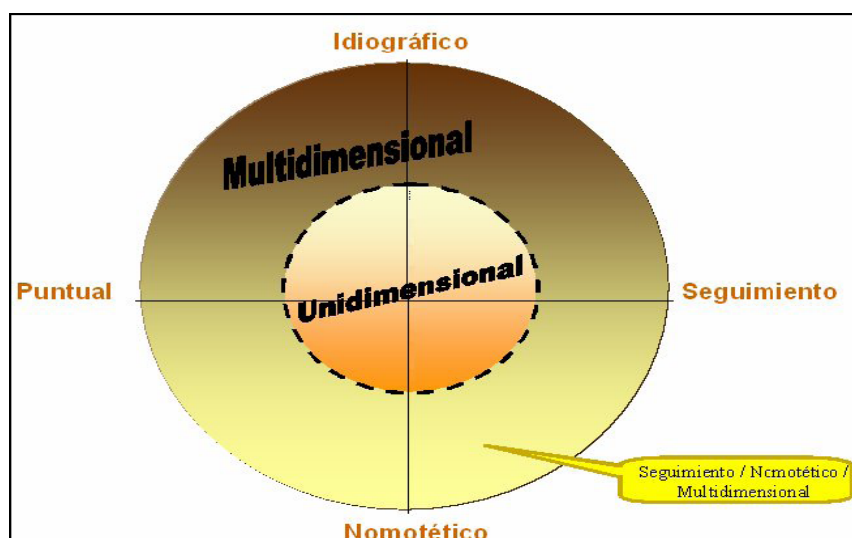 Idiográfico
Multidimensional
Unidimensional
Puntual
Seguimiento
Seguimiento / Ncmotético /
Multidimensional
Nomotético